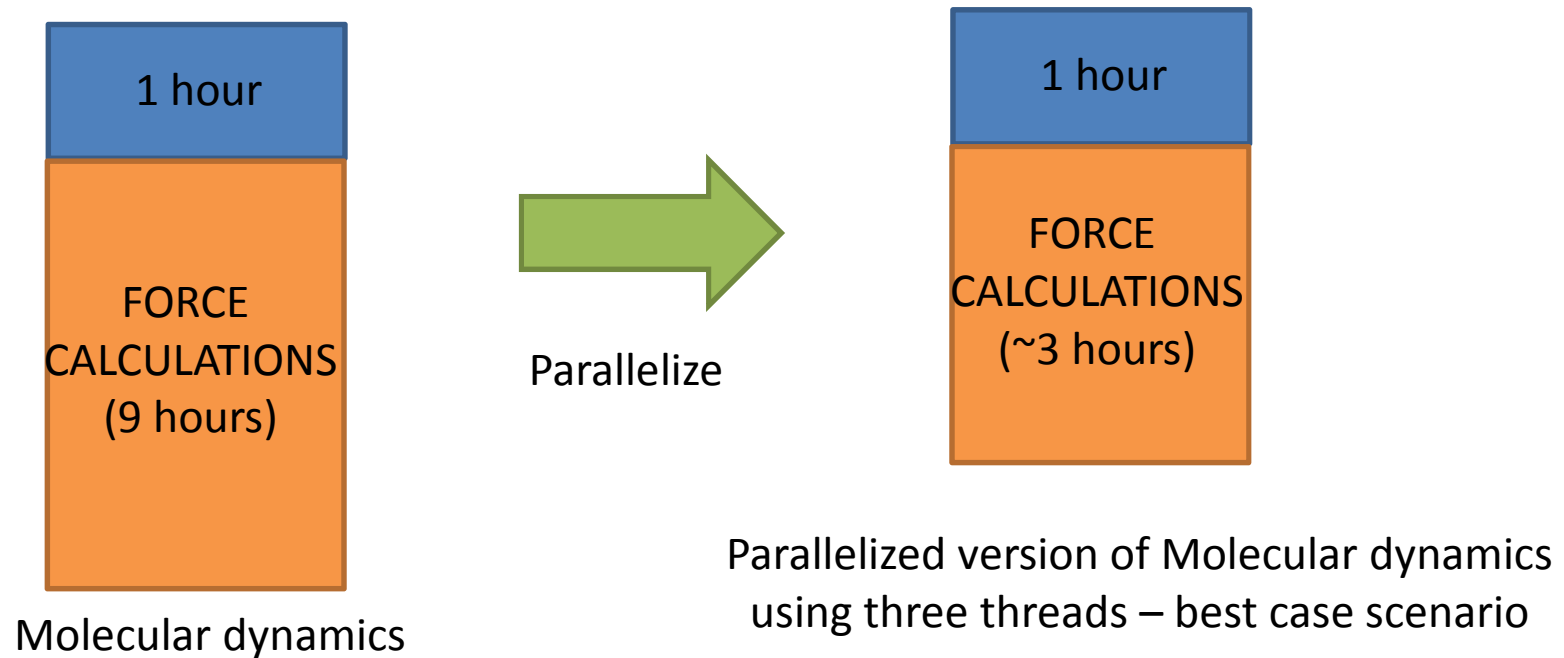 1 hour
FORCE
CALCULATIONS
(9 hours)
Molecular dynamics
Parallelize
1 hour
FORCE
CALCULATIONS
(~3 hours)
Parallelized version of Molecular dynamics
using three threads – best case scenario